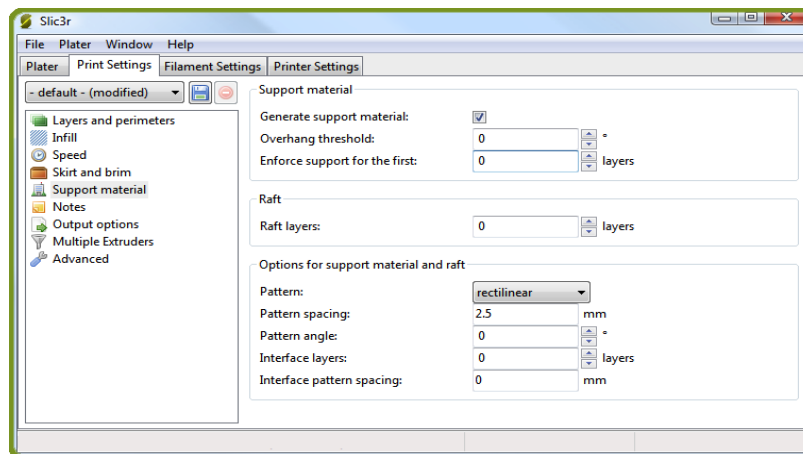 Slic3r
File Plater Window Help
Plater Print Settings Filament Settings Printer Settings
- default - (modified)
Layers and perimeters
Infill
Speed
Skirt and brim
Support material
Notes
Output options
Multiple Extruders
Advanced
Support material
Generate support material:
Overhang threshold: 0 °
Enforce support for the first: 0 layers
Raft
Raft layers: 0 layers
Options for support material and raft
Pattern: rectilinear
Pattern spacing: 2.5 mm
Pattern angle: 0 °
Interface layers: 0 layers
Interface pattern spacing: 0 mm